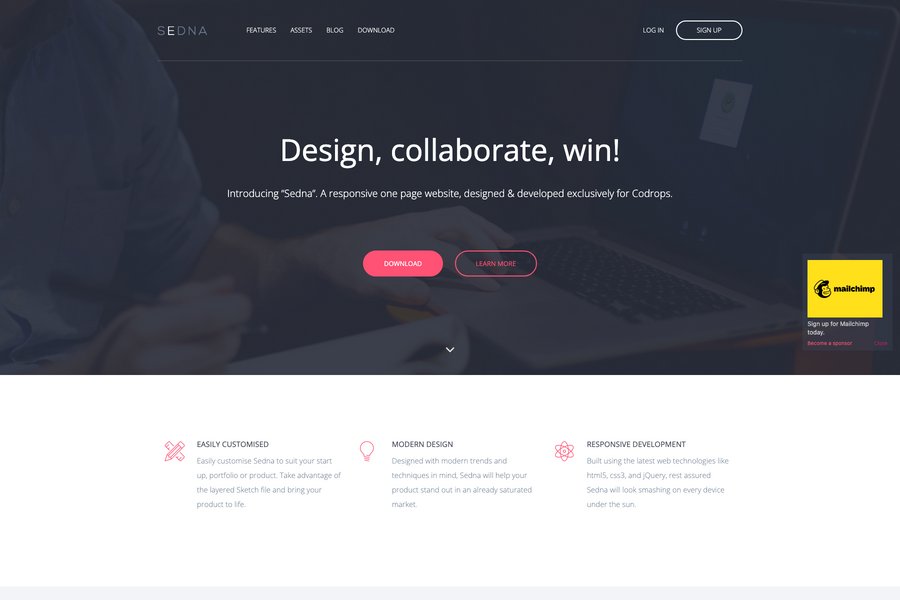 SEDNA
FEATURES ASSETS BLOG DOWNLOAD
LOG IN SIGN UP
Design, collaborate, win!
Introducing “Sedna”. A responsive one page website, designed & developed exclusively for Codrops.
DOWNLOAD LEARN MORE
mailchimp
Sign up for Mailchimp
today.
Become a sponsor Close
EASILY CUSTOMISED
Easily customise Sedna to suit your start
up, portfolio or product. Take advantage of
the layered Sketch file and bring your
product to life.
MODERN DESIGN
Designed with modern trends and
techniques in mind, Sedna will help your
product stand out in an already saturated
market.
RESPONSIVE DEVELOPMENT
Built using the latest web technologies like
html5, css3, and jQuery, rest assured
Sedna will look smashing on every device
under the sun.